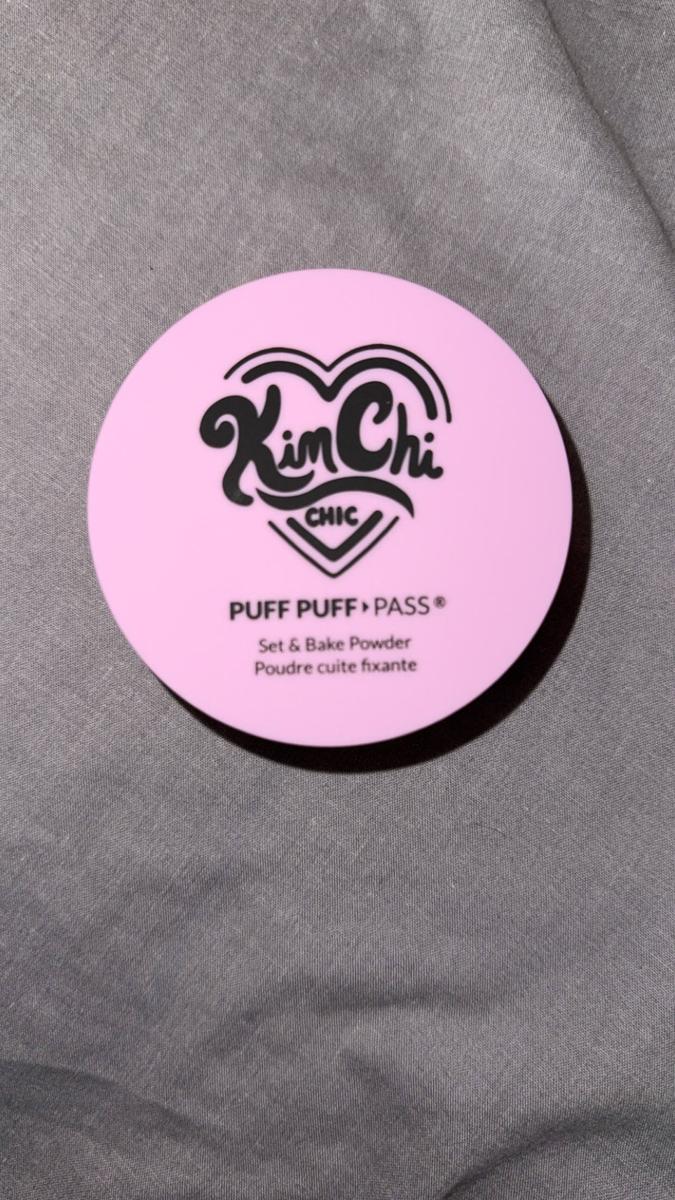 KimChi
CHIC
PUFF PUFF‣PASS®
Set & Bake Powder
Poudre cuite fixante